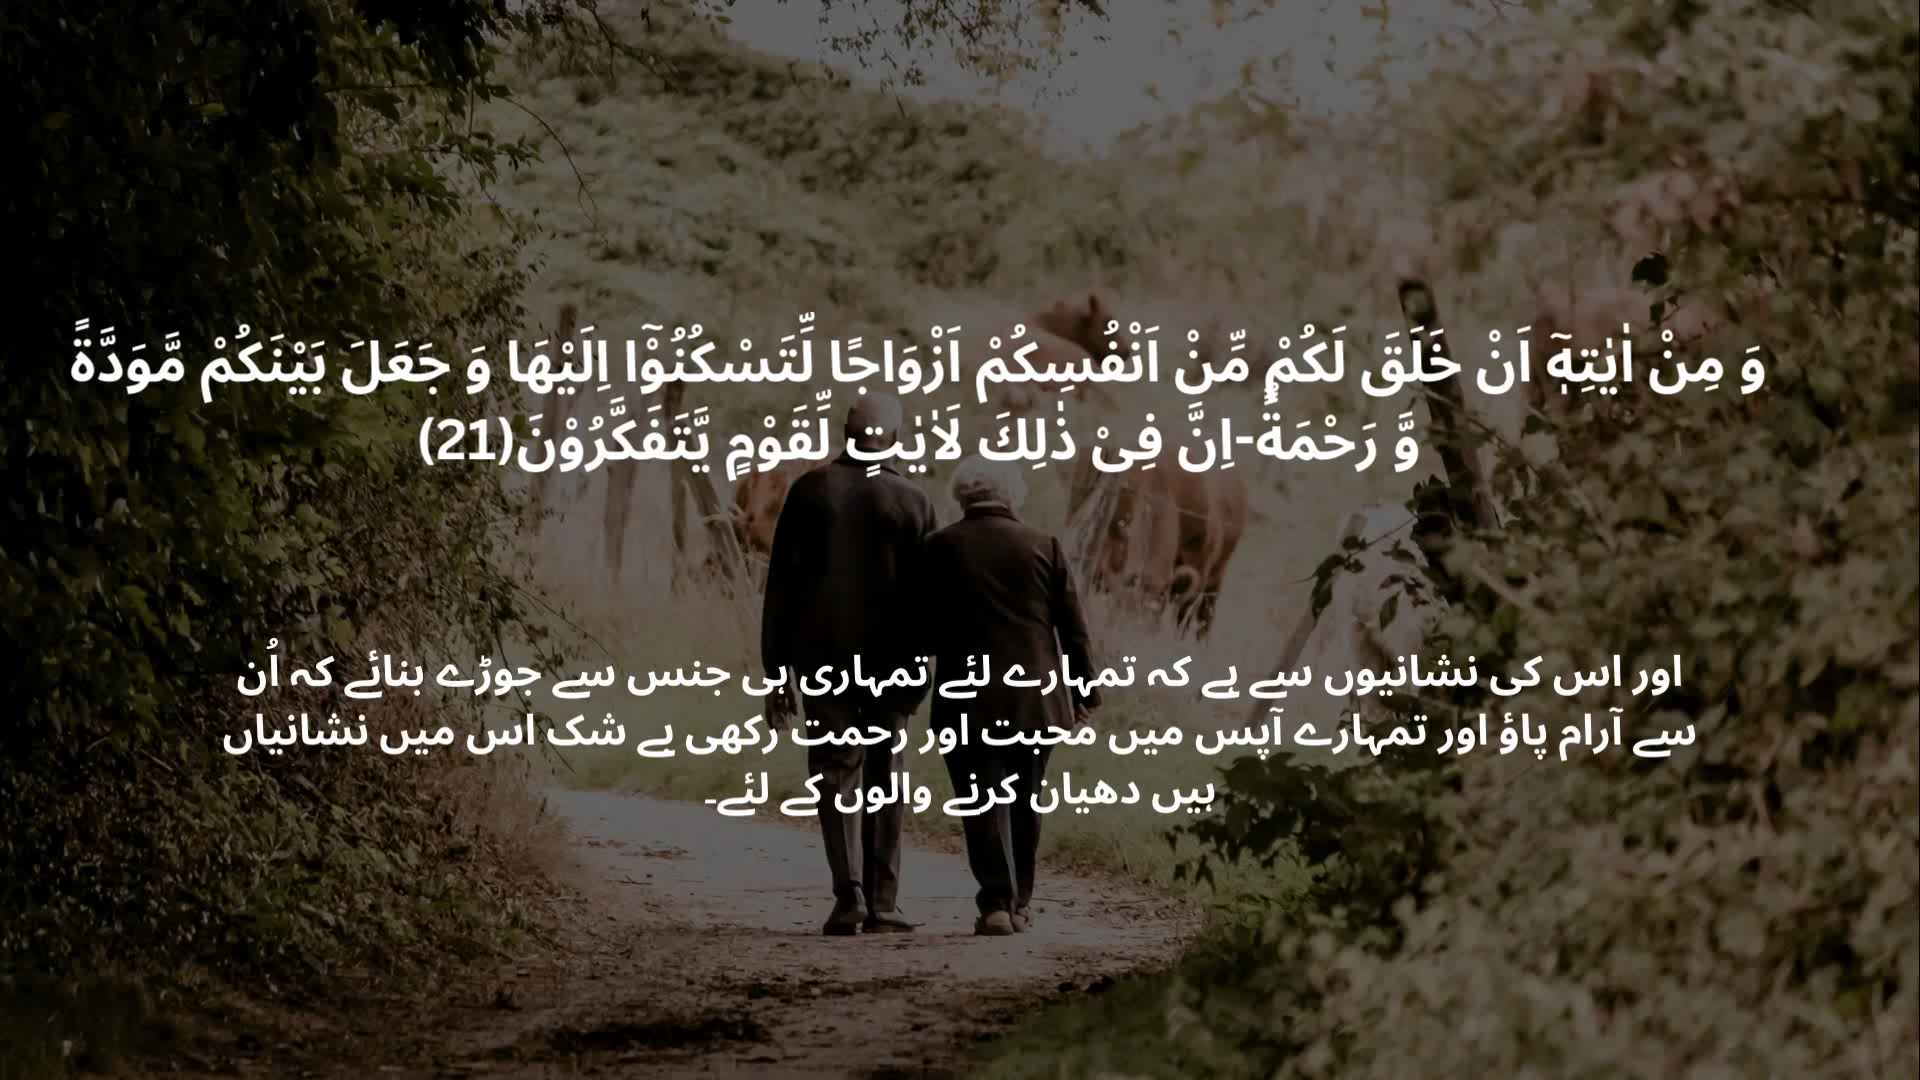 وَ مِنْ اٰیٰتِهٖۤ اَنْ خَلَقَ لَكُمْ مِّنْ اَنْفُسِكُمْ اَزْوَاجًا لِّتَسْكُنُوْۤا اِلَیْهَا وَ جَعَلَ بَیْنَكُمْ مَّوَدَّةً
وَّ رَحْمَةًؕ-اِنَّ فِیْ ذٰلِكَ لَاٰیٰتٍ لِّقَوْمٍ یَّتَفَكَّرُوْنَ(21)
اور اس کی نشانیوں سے ہے کہ تمہارے لئے تمہاری ہی جنس سے جوڑے بنائے کہ اُن
سے آرام پاؤ اور تمہارے آپس میں محبت اور رحمت رکھی بے شک اس میں نشانیاں
ہیں دھیان کرنے والوں کے لئے۔